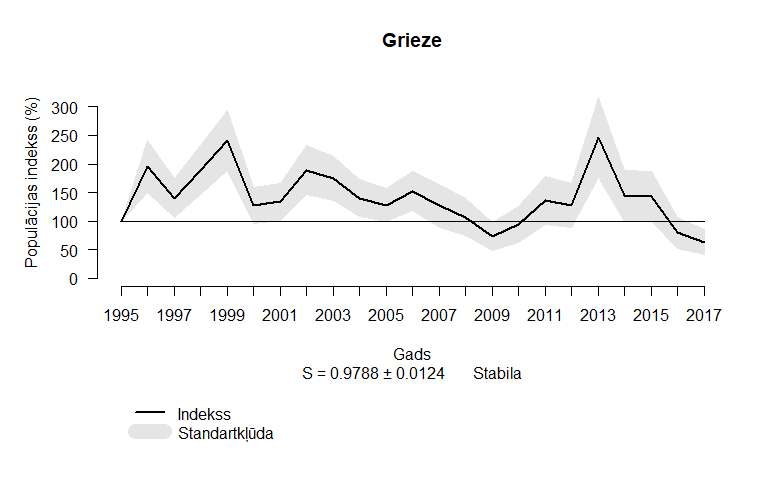 Grieze
Populācijas indekss (%)
300
250
200
150
100
50
0
1995 1997 1999 2001 2003 2005 2007 2009 2011 2013 2015 2017
Gads
S = 0.9788 ± 0.0124 Stabila
Indekss
Standartkļūda